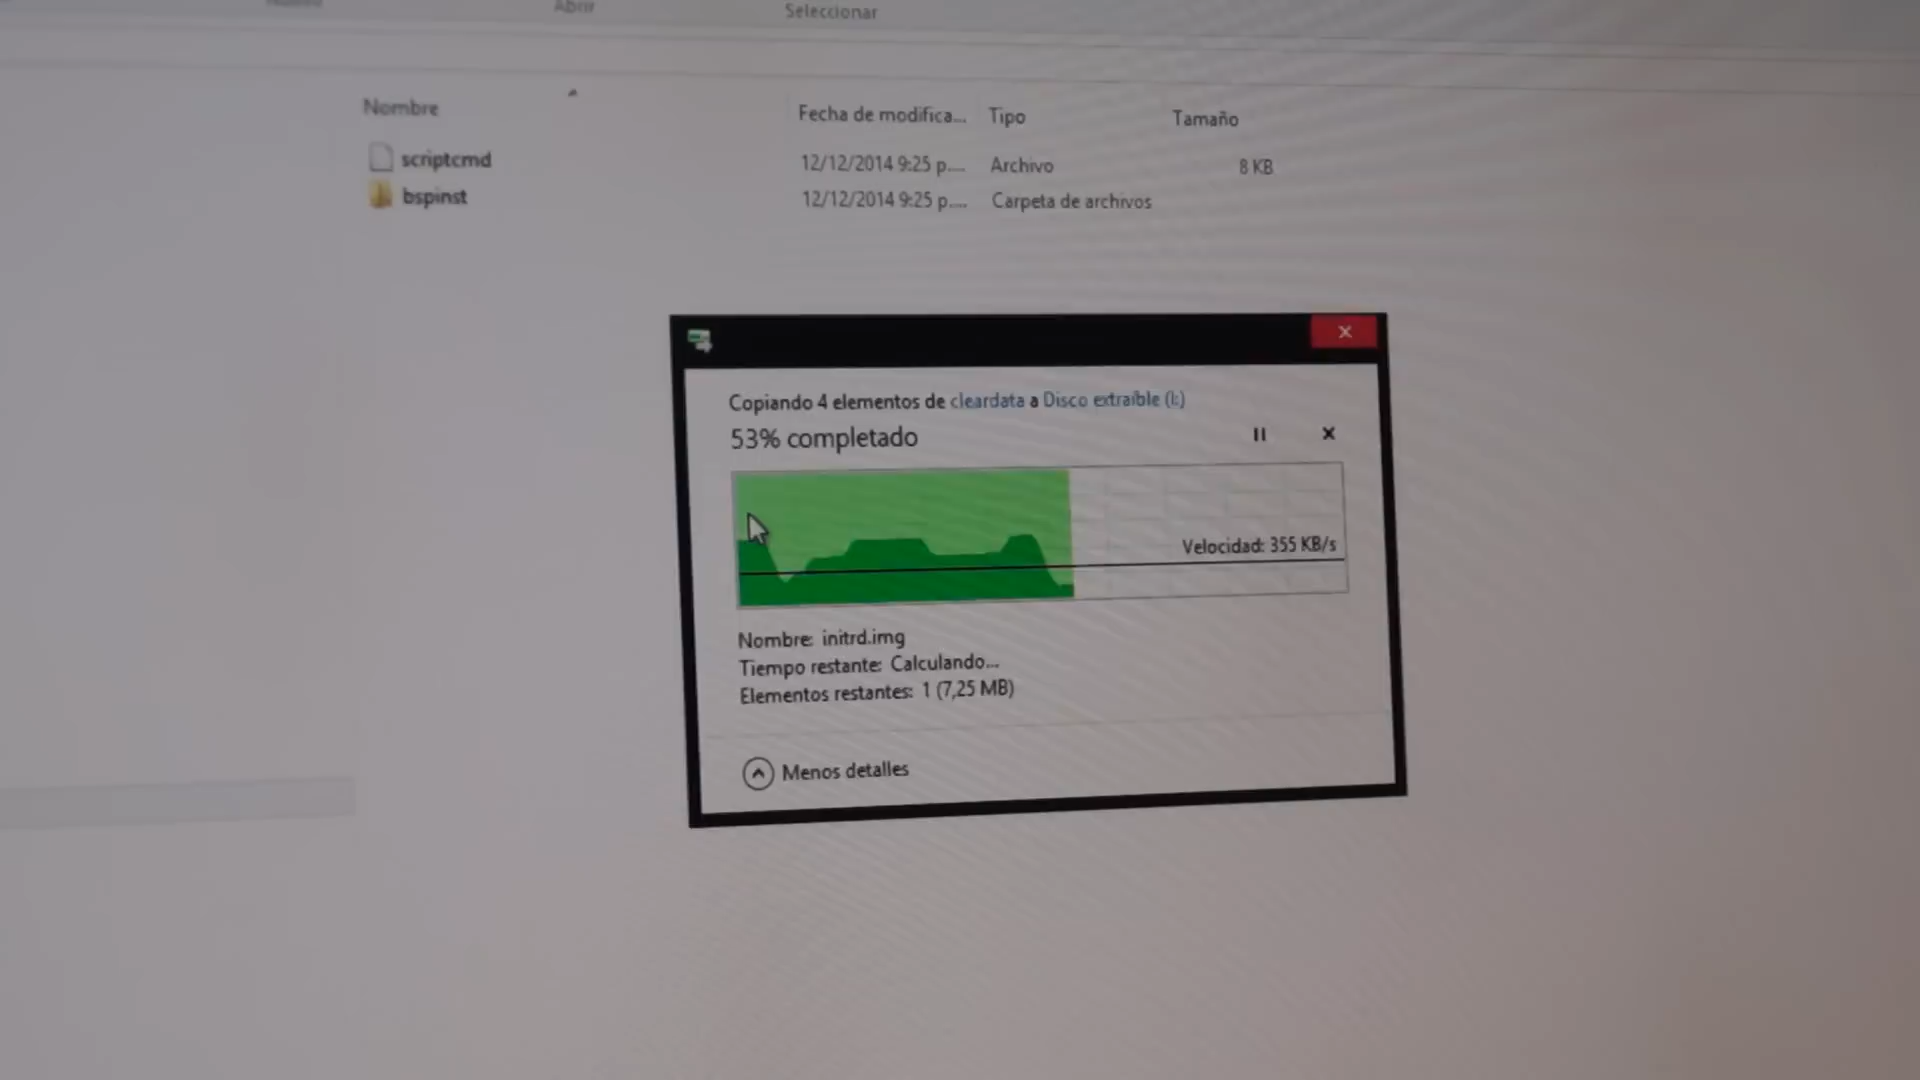 Nuevo
Abrir
Seleccionar
Nombre Fecha de modifica... Tipo Tamaño
scriptcmd 12/12/2014 9:25 p.... Archivo 8 KB
bspinst 12/12/2014 9:25 p.... Carpeta de archivos
Copiando 4 elementos de cleardata a Disco extraíble (I:)
53% completado
Velocidad: 355 KB/s
Nombre: initrd.img
Tiempo restante: Calculando...
Elementos restantes: 1 (7,25 MB)
Menos detalles